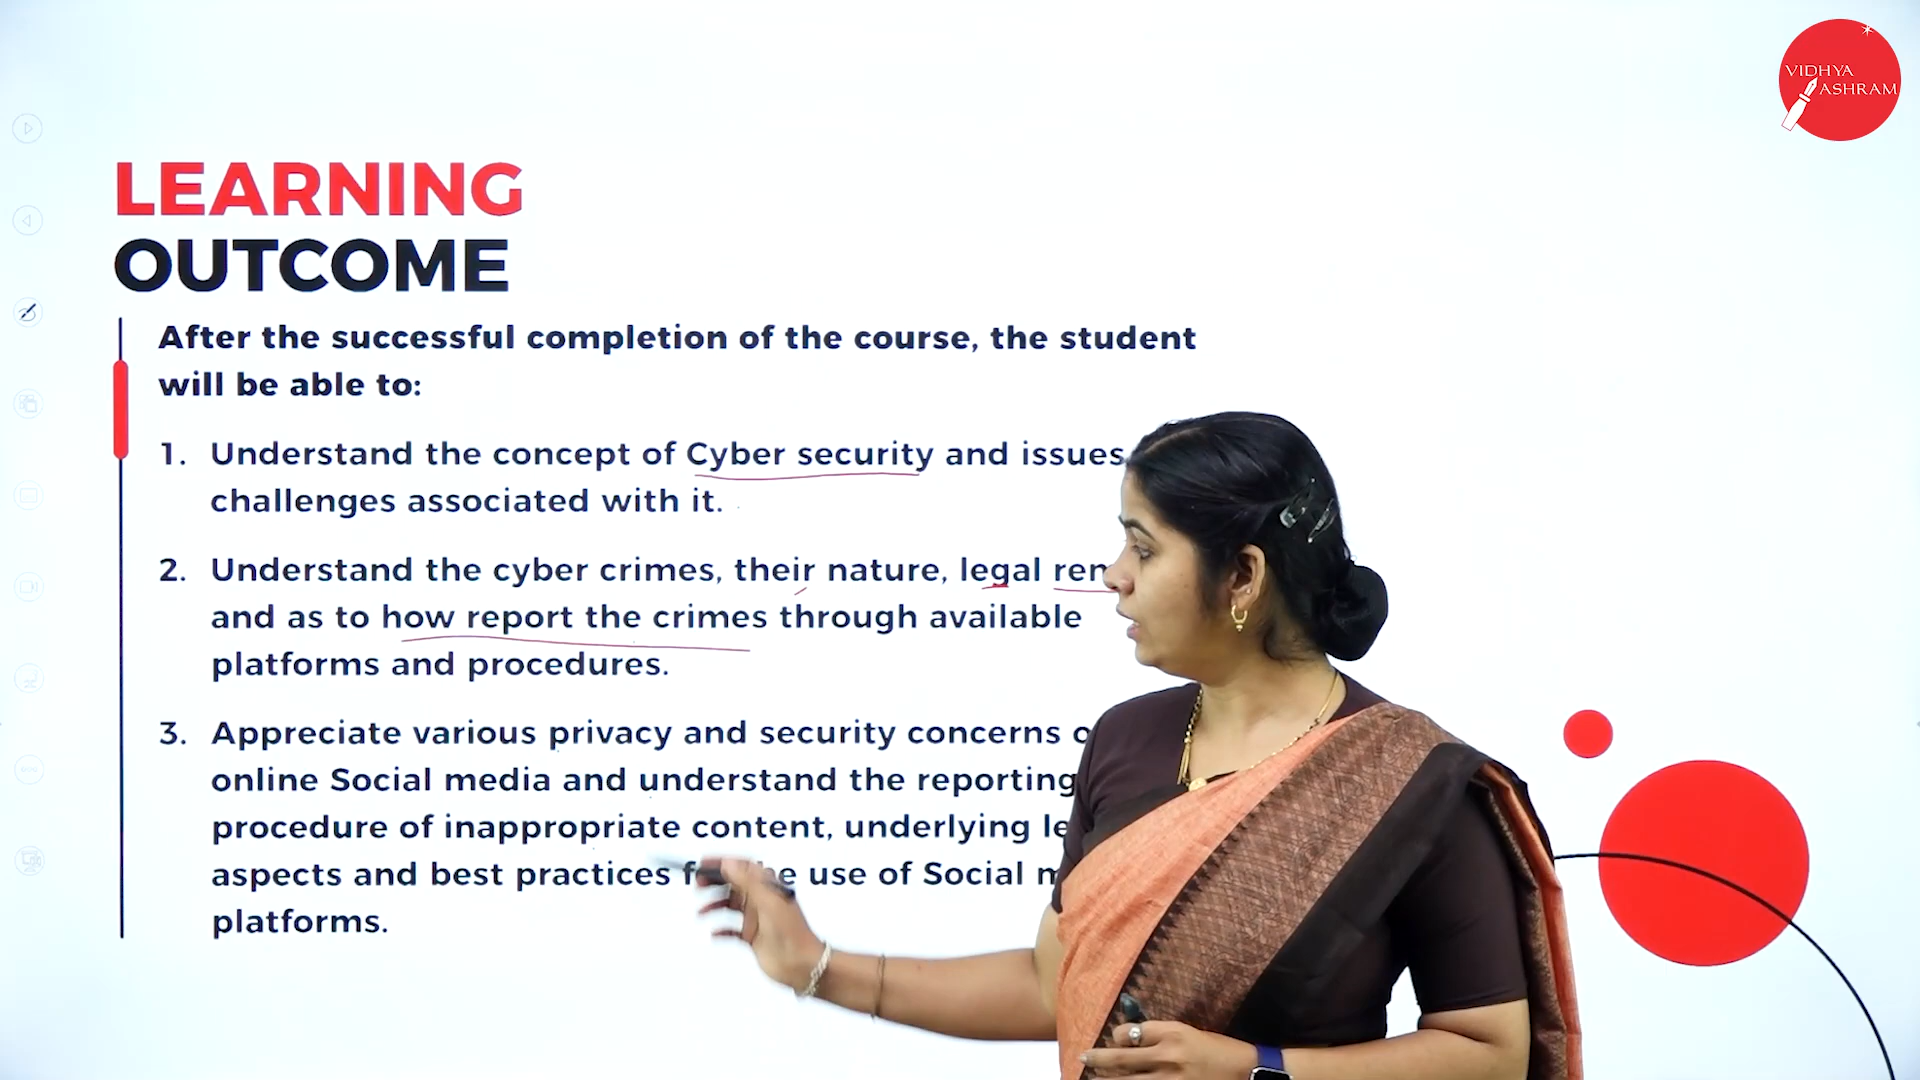 VIDHYA
ASHRAM
LEARNING
OUTCOME
After the successful completion of the course, the student
will be able to:
1. Understand the concept of Cyber security and issues
challenges associated with it.
2. Understand the cyber crimes, their nature, legal
and as to how report the crimes through available
platforms and procedures.
3. Appreciate various privacy and security concerns
online Social media and understand the reporting
procedure of inappropriate content, underlying
aspects and best practices use of Social
platforms.